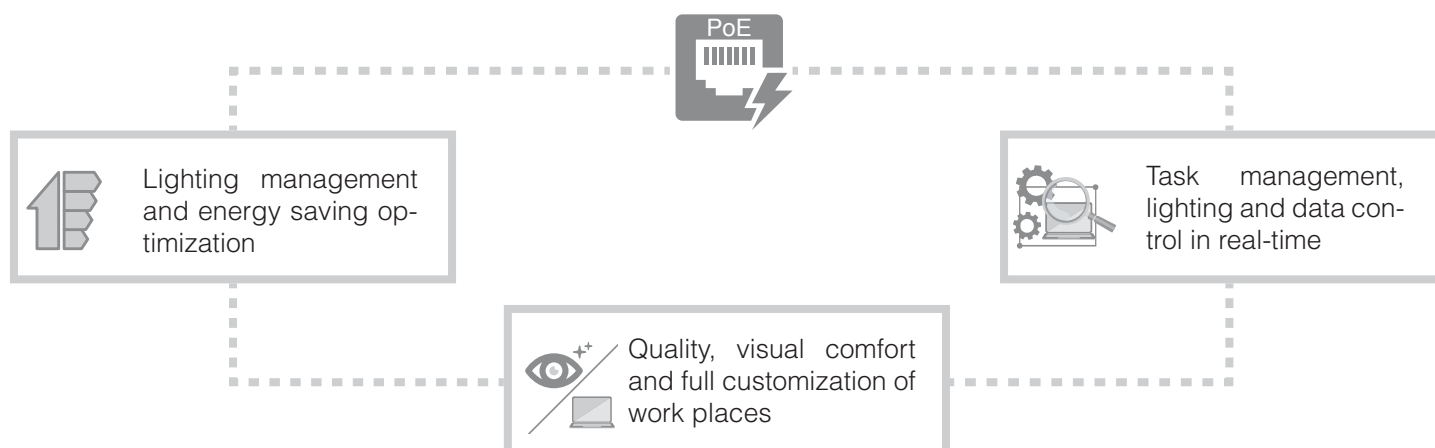 PoE
Lighting management
and energy saving op-
timization
Task management,
lighting and data con-
trol in real-time
Quality, visual comfort
and full customization of
work places